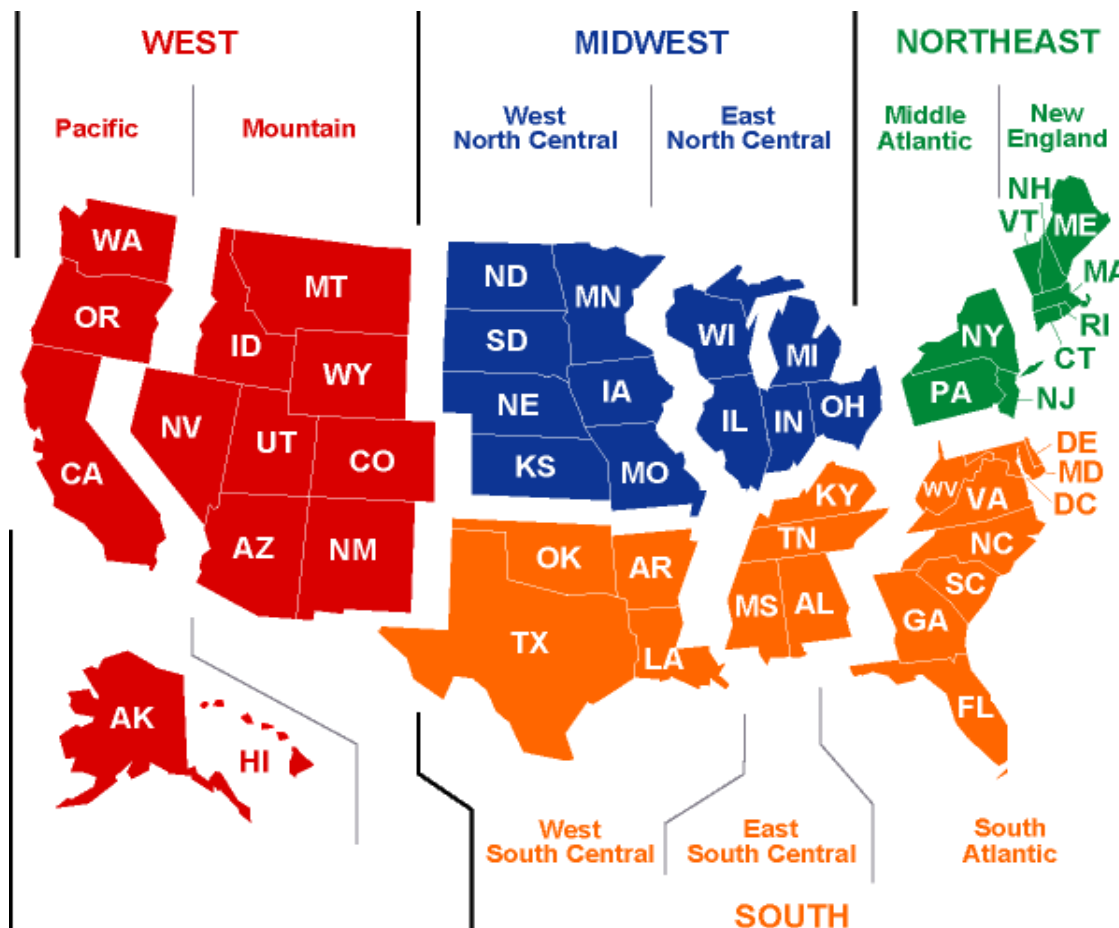 WEST
MIDWEST
NORTHEAST
Pacific
Mountain
West
North Central
East
North Central
Middle
Atlantic
New
England
NH
VT
ME
WA
MT
ND
MN
MA
OR
ID
SD
WI
MI
NY
RI
CT
WY
NE
IA
PA
NJ
NV
UT
CO
KS
MO
IL
IN
OH
CA
DE
MD
DC
WV
VA
KY
AZ
NM
OK
AR
TN
NC
SC
TX
LA
MS
AL
GA
FL
AK
HI
West
South Central
East
South Central
South
Atlantic
SOUTH